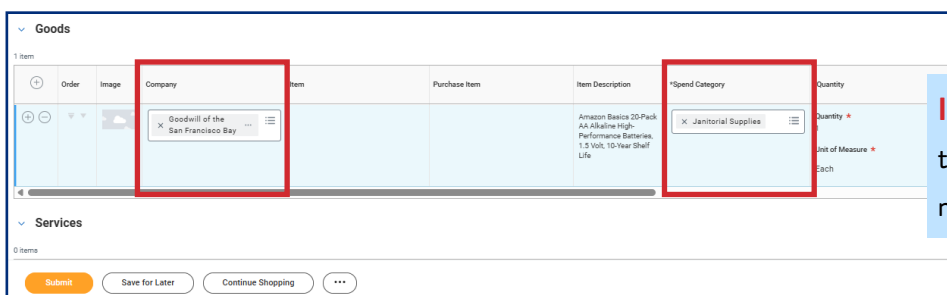 Goods
1 item
Order Image Company Item Purchase Item Item Description *Spend Category Quantity
× Goodwill of the San Francisco Bay ...
Amazon Basics 20-Pack
AA Alkaline High-
Performance Batteries,
1.5 Volt, 10-Year Shelf
Life
× Janitorial Supplies
Quantity *
Unit of Measure *
Each
Services
0 items
Submit Save for Later Continue Shopping ...